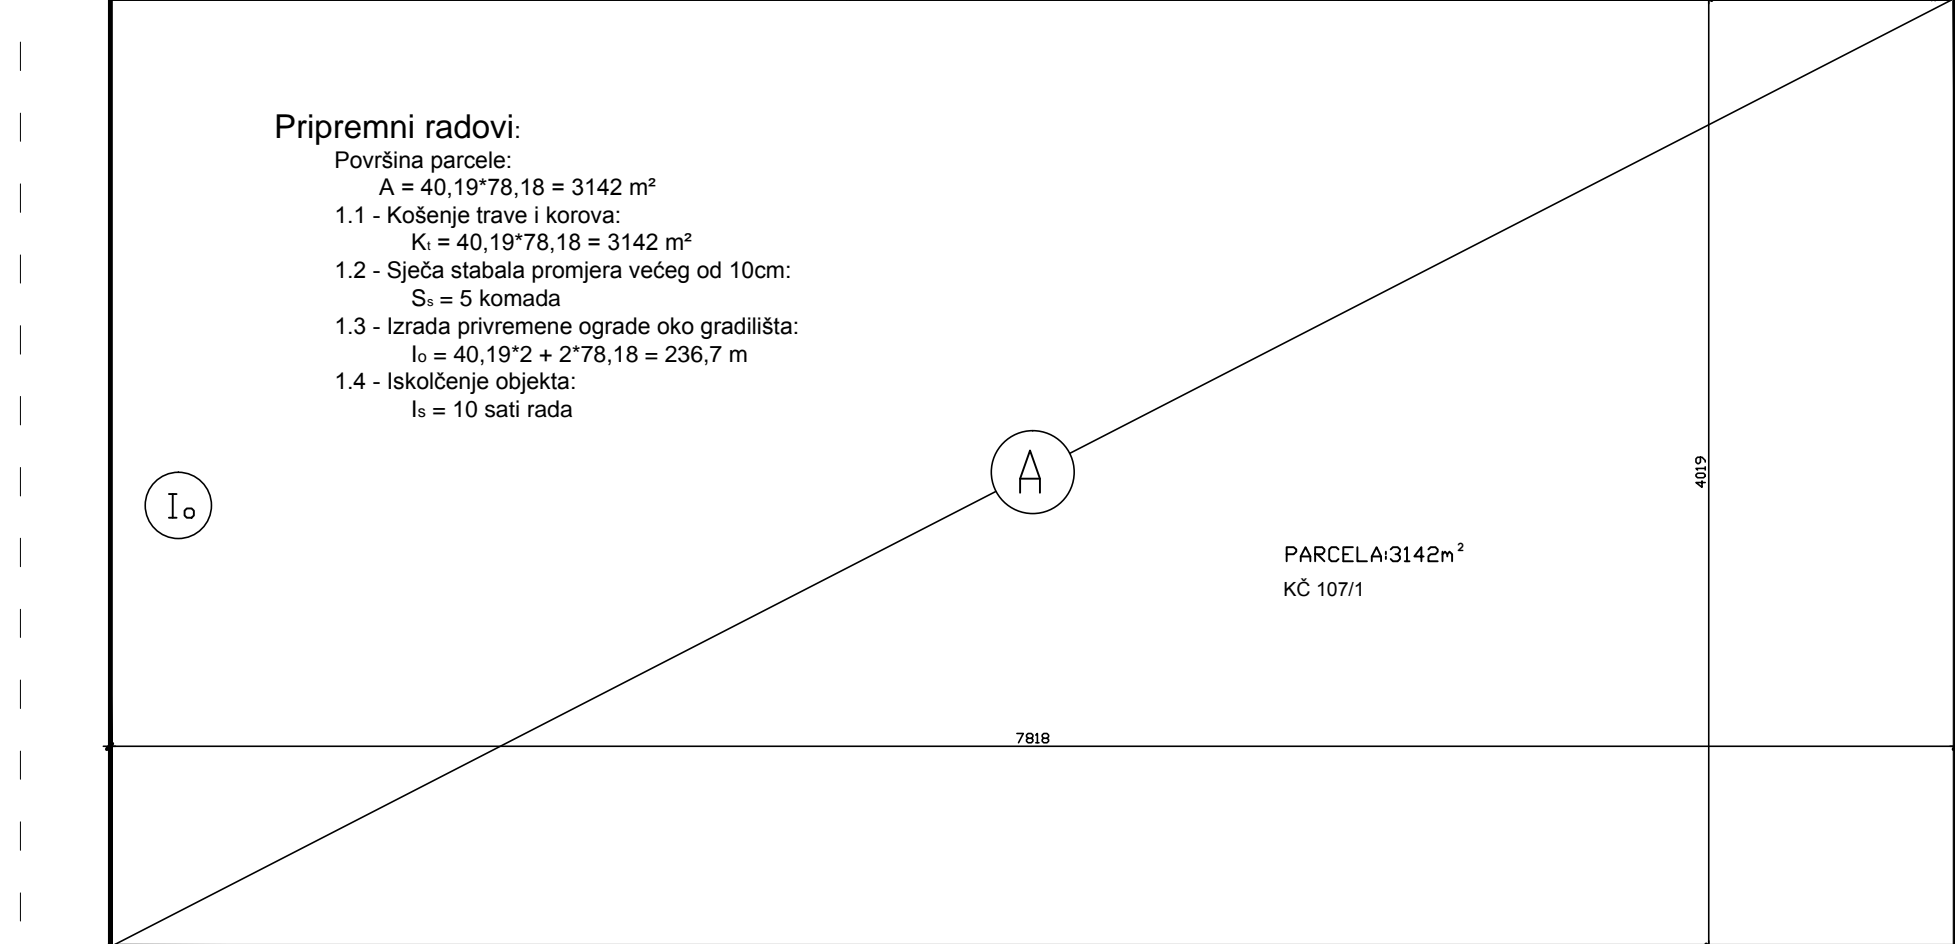 Pripremni radovi:
Površina parcele:
A = 40,19*78,18 = 3142 m²
1.1 - Košenje trave i korova:
Kt = 40,19*78,18 = 3142 m²
1.2 - Sječa stabala promjera većeg od 10cm:
Ss = 5 komada
1.3 - Izrada privremene ograde oko gradilišta:
Io = 40,19*2 + 2*78,18 = 236,7 m
1.4 - Iskolčenje objekta:
Is = 10 sati rada
A
Io
4019
PARCELA:3142m²
KČ 107/1
7818